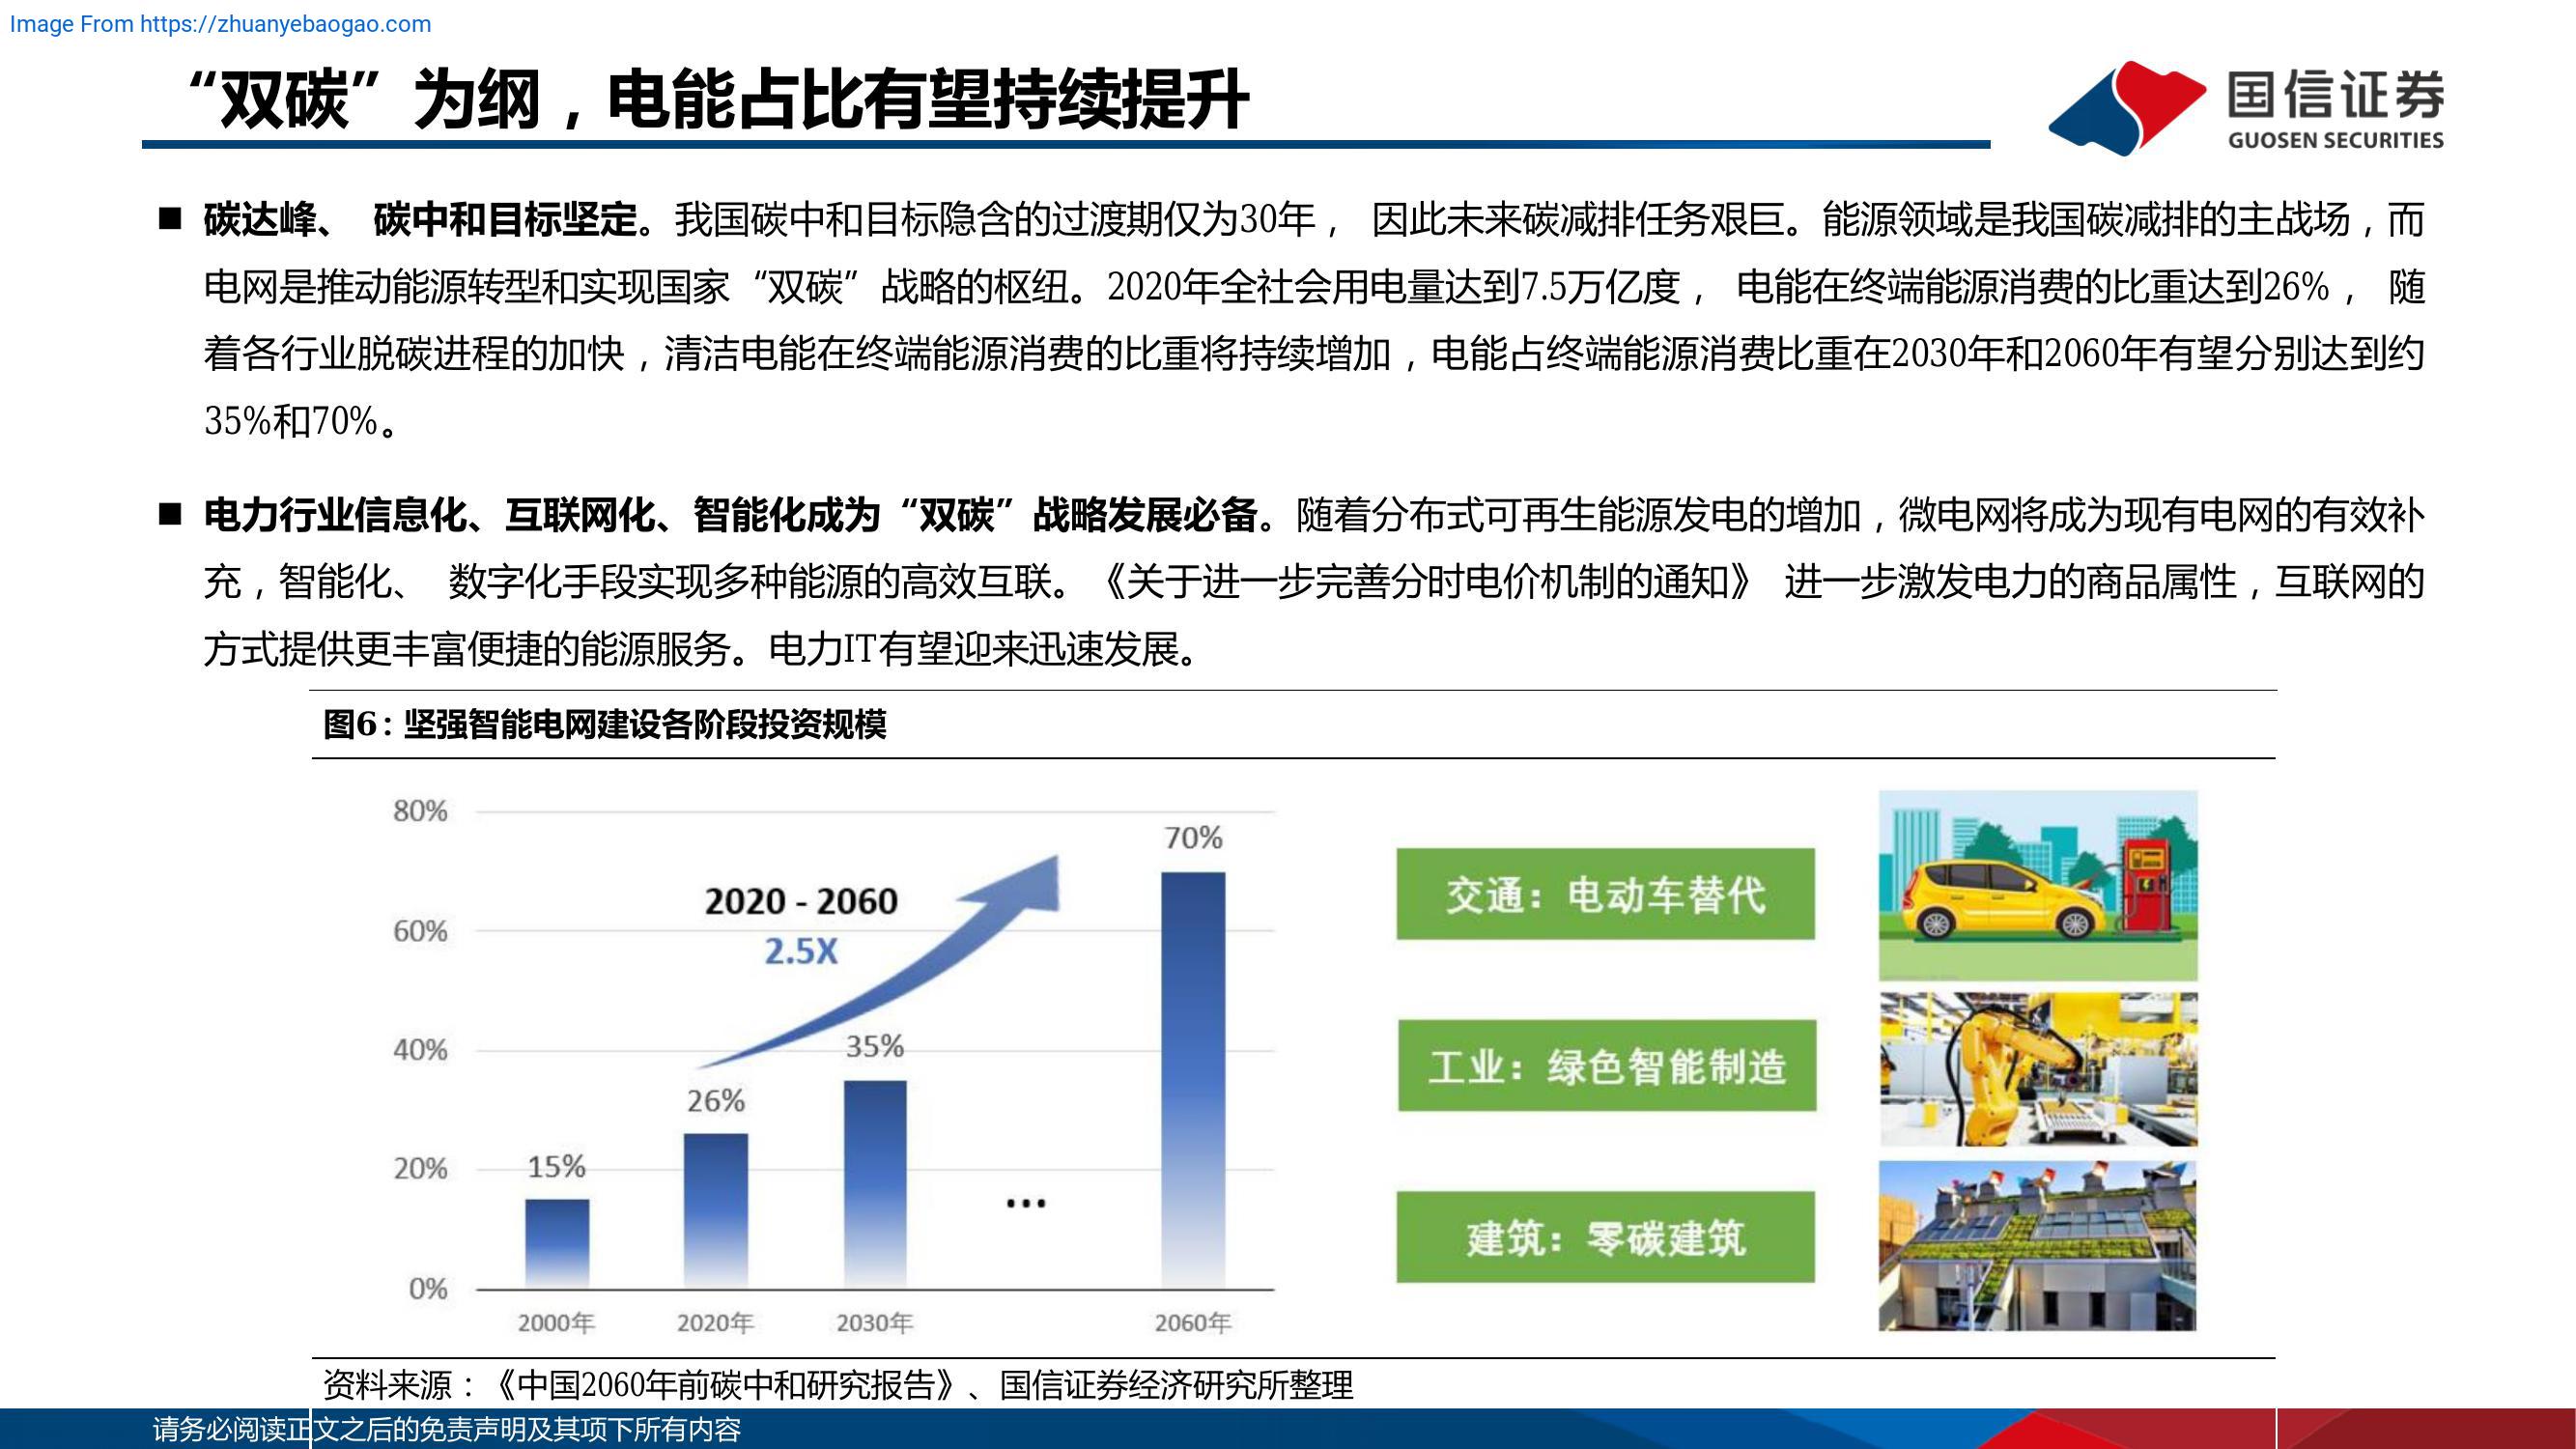 Image From https://zhuanyebaogao.com
“双碳”为纲，电能占比有望持续提升
国信证券
GUOSEN SECURITIES
■ 碳达峰、 碳中和目标坚定。我国碳中和目标隐含的过渡期仅为30年， 因此未来碳减排任务艰巨。能源领域是我国碳减排的主战场，而
电网是推动能源转型和实现国家“双碳”战略的枢纽。2020年全社会用电量达到7.5万亿度， 电能在终端能源消费的比重达到26%， 随
着各行业脱碳进程的加快，清洁电能在终端能源消费的比重将持续增加，电能占终端能源消费比重在2030年和2060年有望分别达到约
35%和70%。
■ 电力行业信息化、互联网化、智能化成为“双碳”战略发展必备。随着分布式可再生能源发电的增加，微电网将成为现有电网的有效补
充，智能化、 数字化手段实现多种能源的高效互联。《关于进一步完善分时电价机制的通知》 进一步激发电力的商品属性，互联网的
方式提供更丰富便捷的能源服务。电力IT有望迎来迅速发展。
图6：坚强智能电网建设各阶段投资规模
80%
60%
40%
20%
0%
15%
26%
35%
...
70%
2020 - 2060
2.5X
2000年
2020年
2030年
2060年
交通：电动车替代
工业：绿色智能制造
建筑：零碳建筑
资料来源：《中国2060年前碳中和研究报告》、国信证券经济研究所整理
请务必阅读正文之后的免责声明及其项下所有内容